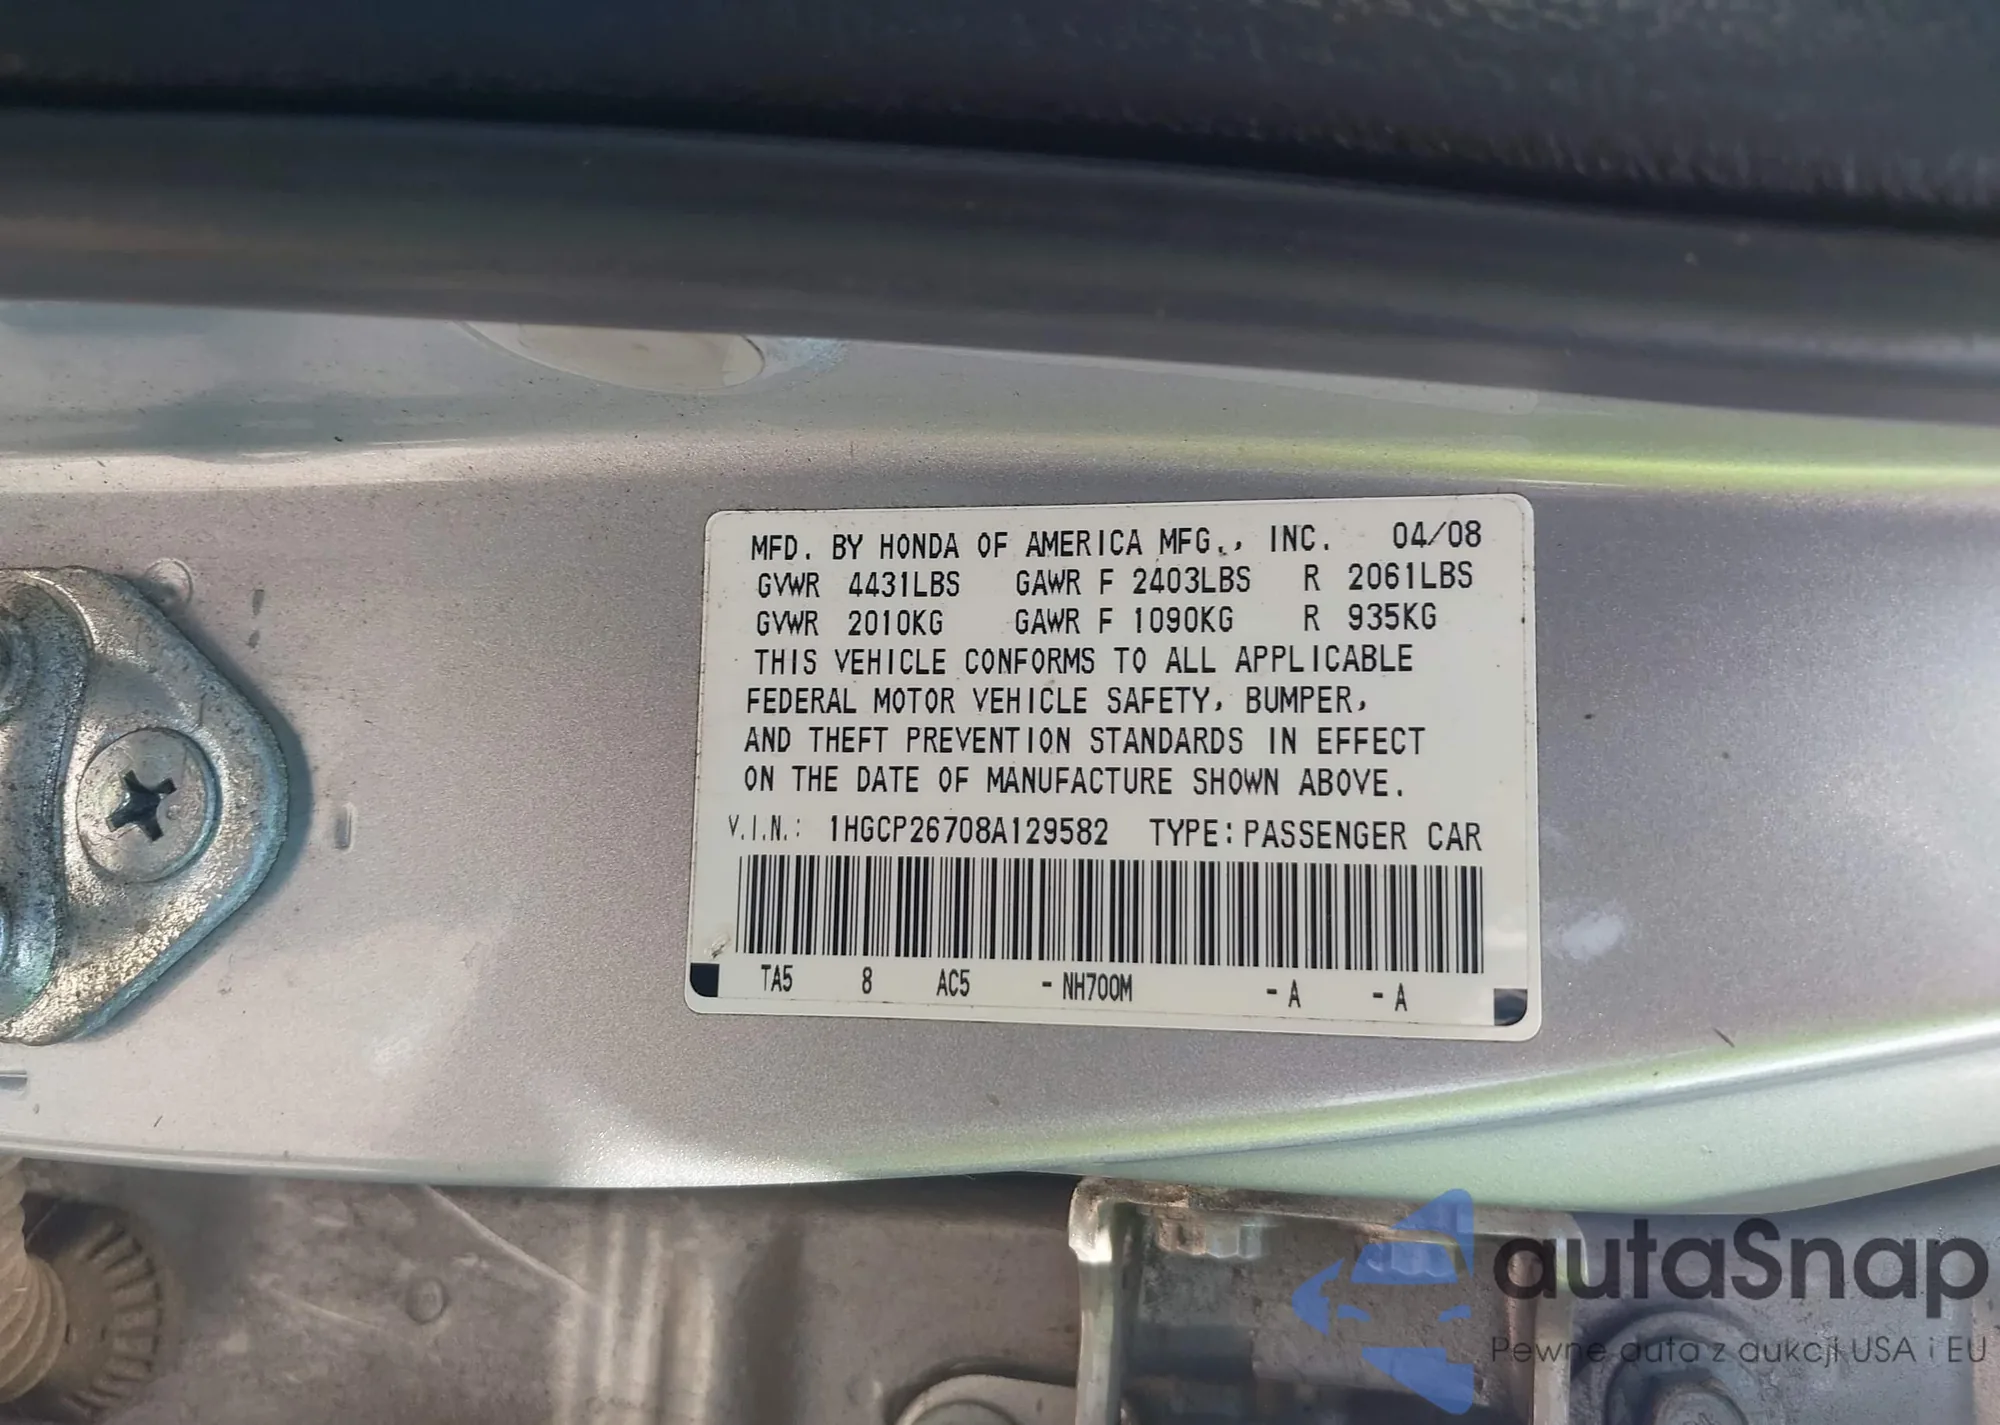 MFD. BY HONDA OF AMERICA MFG., INC. 04/08
GVWR 4431LBS GAWR F 2403LBS R 2061LBS
GVWR 2010KG GAWR F 1090KG R 935KG
THIS VEHICLE CONFORMS TO ALL APPLICABLE
FEDERAL MOTOR VEHICLE SAFETY, BUMPER,
AND THEFT PREVENTION STANDARDS IN EFFECT
ON THE DATE OF MANUFACTURE SHOWN ABOVE.
V.I.N.: 1HGCP26708A129582 TYPE:PASSENGER CAR
TA5 8 AC5 -NH700M -A -A
autaSnap
Pewne auta z aukcji USA i EU